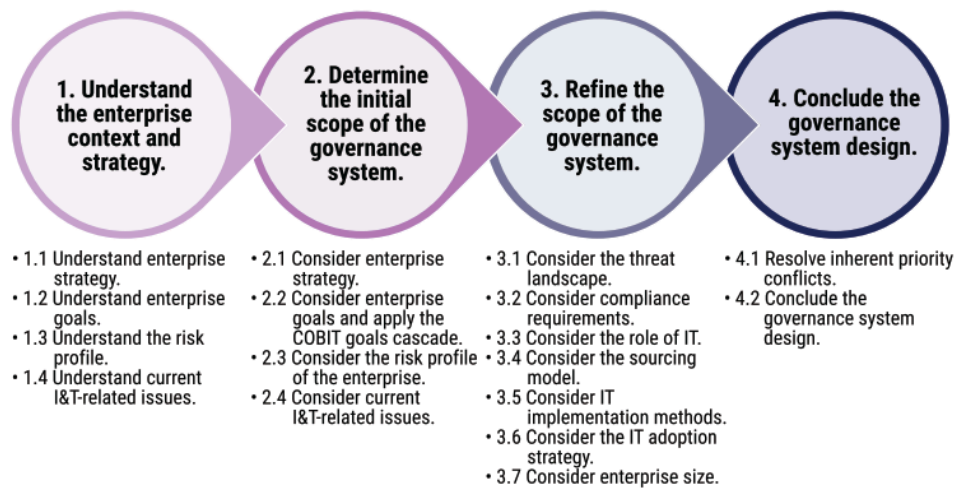 1. Understand
the enterprise
context and
strategy.
2. Determine
the initial
scope of the
governance
system.
3. Refine the
scope of the
governance
system.
4. Conclude the
governance
system design.
• 1.1 Understand enterprise
strategy.
• 1.2 Understand enterprise
goals.
• 1.3 Understand the risk
profile.
• 1.4 Understand current
I&T-related issues.
• 2.1 Consider enterprise
strategy.
• 2.2 Consider enterprise
goals and apply the
COBIT goals cascade.
• 2.3 Consider the risk profile
of the enterprise.
• 2.4 Consider current
I&T-related issues.
• 3.1 Consider the threat
landscape.
• 3.2 Consider compliance
requirements.
• 3.3 Consider the role of IT.
• 3.4 Consider the sourcing
model.
• 3.5 Consider IT
implementation methods.
• 3.6 Consider the IT adoption
strategy.
• 3.7 Consider enterprise size.
• 4.1 Resolve inherent priority
conflicts.
• 4.2 Conclude the
governance system
design.